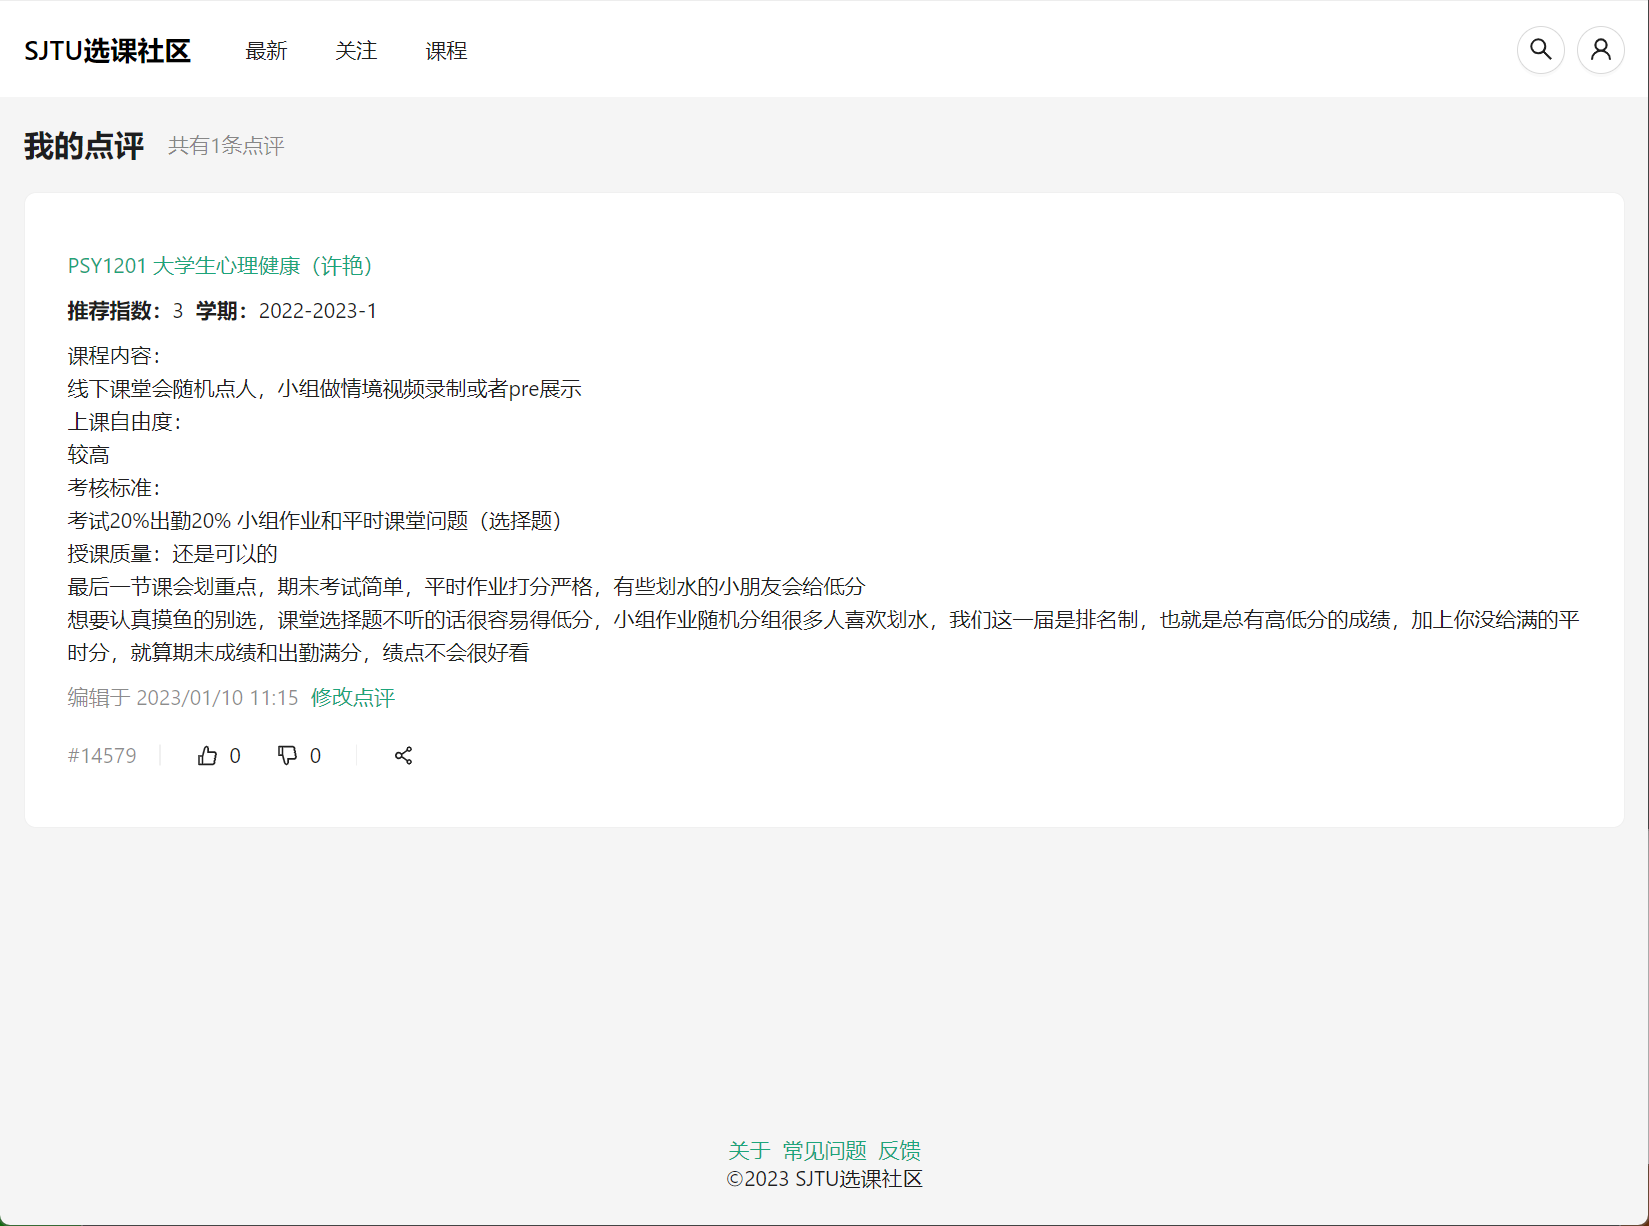 SJTU选课社区 最新 关注 课程
我的点评 共有1条点评
PSY1201 大学生心理健康（许艳）
推荐指数：3 学期：2022-2023-1
课程内容：
线下课堂会随机点人，小组做情境视频录制或者pre展示
上课自由度：
较高
考核标准：
考试20%出勤20% 小组作业和平时课堂问题（选择题）
授课质量：还是可以的
最后一节课会划重点，期末考试简单，平时作业打分严格，有些划水的小朋友会给低分
想要认真摸鱼的别选，课堂选择题不听的话很容易得低分，小组作业随机分组很多人喜欢划水，我们这一届是排名制，也就是总有高低分的成绩，加上你没给满的平
时分，就算期末成绩和出勤满分，绩点不会很好看
编辑于 2023/01/10 11:15 修改点评
#14579 0 0
关于 常见问题 反馈
©2023 SJTU选课社区